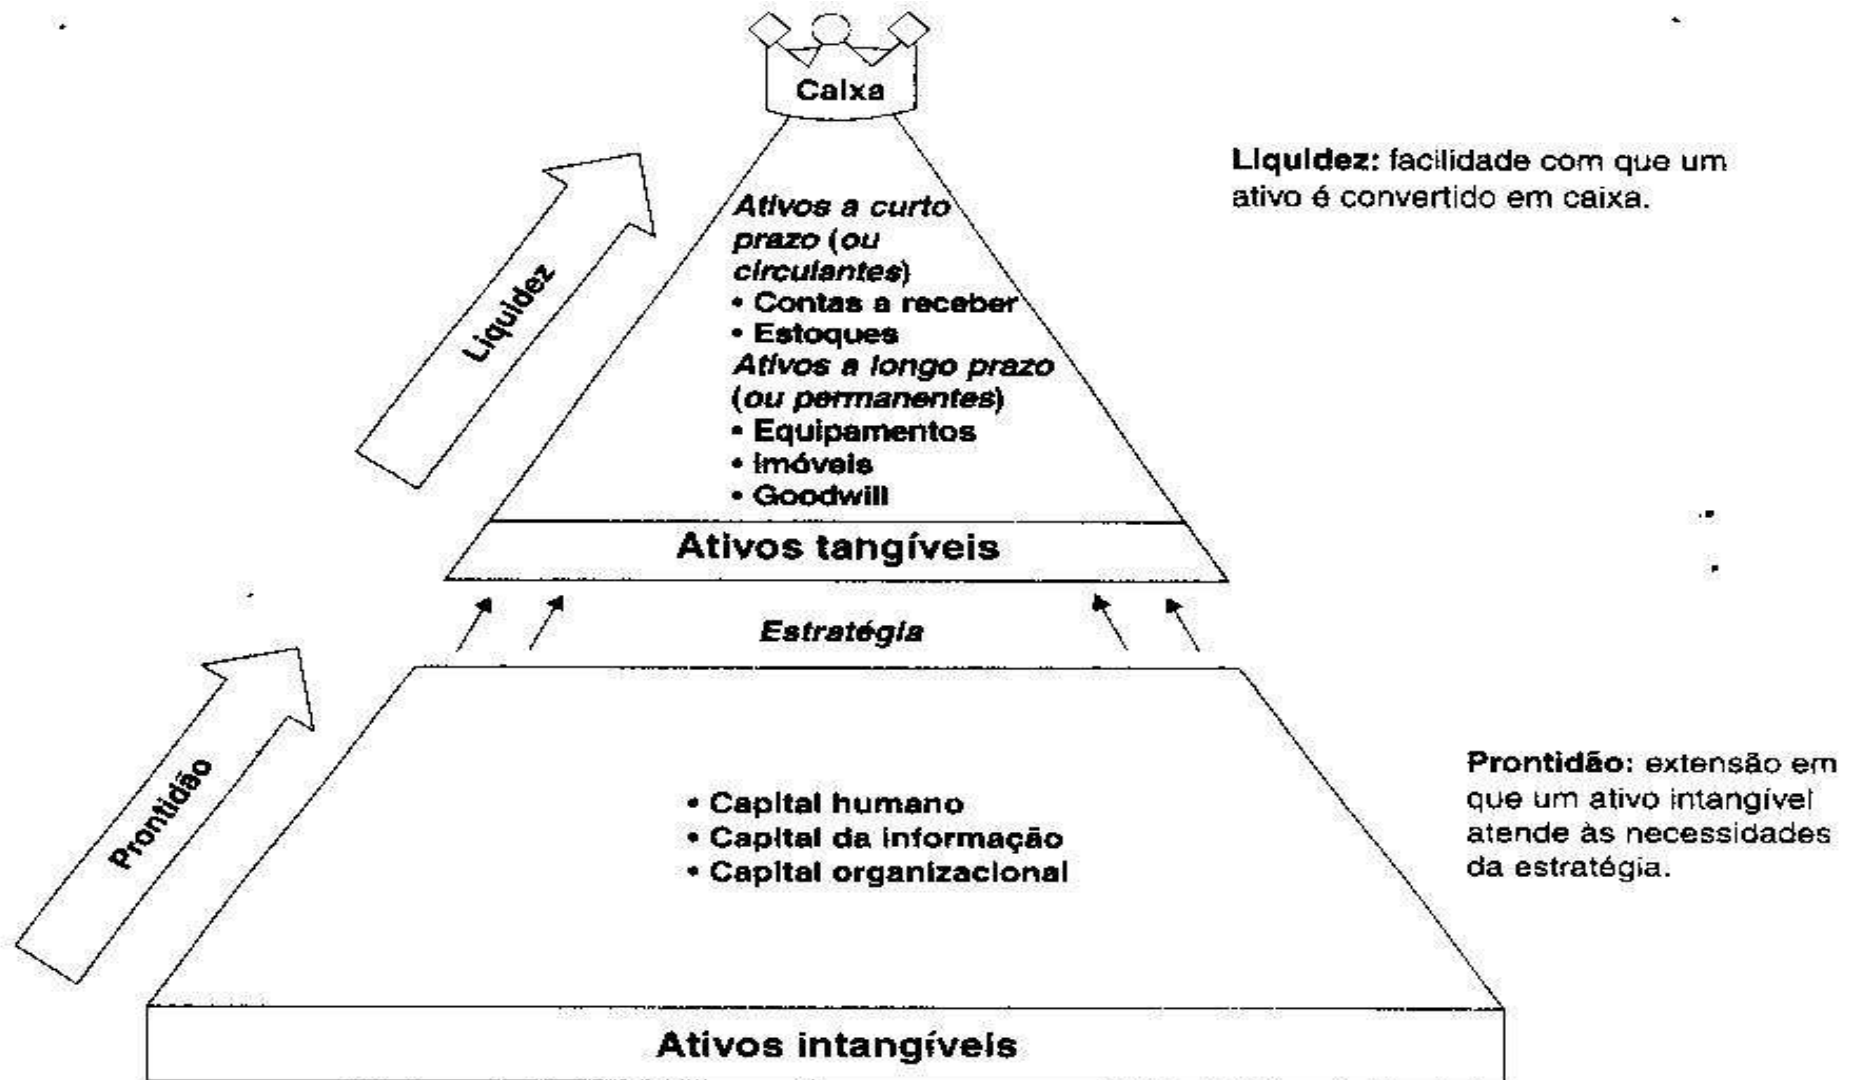 Caixa
Liquidez: facilidade com que um
ativo é convertido em caixa.
Liquidez
Ativos a curto
prazo (ou
circulantes)
• Contas a receber
• Estoques
Ativos a longo prazo
(ou permanentes)
• Equipamentos
• Imóveis
• Goodwill
Ativos tangíveis
Estratégia
Prontidão
• Capital humano
• Capital da informação
• Capital organizacional
Prontidão: extensão em
que um ativo intangível
atende às necessidades
da estratégia.
Ativos intangíveis